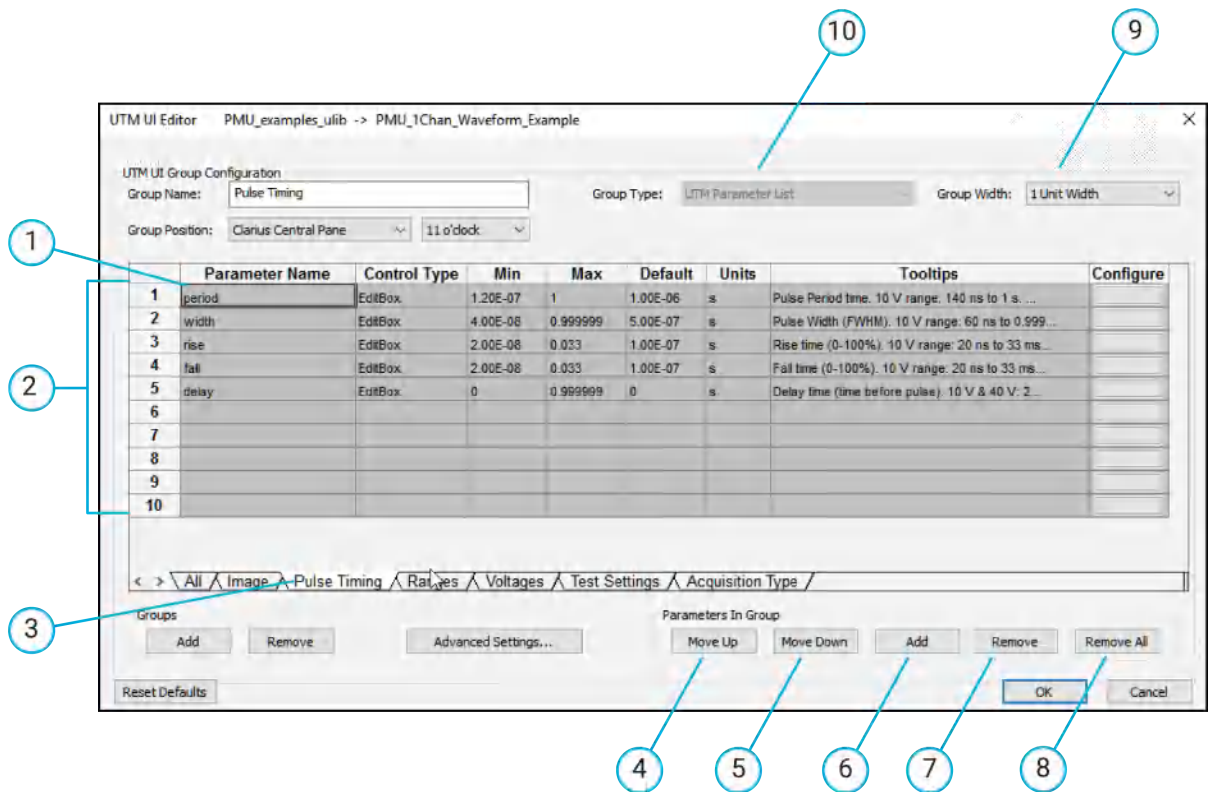 10
9
UTM UI Editor PMU_examples_ulib -> PMU_1Chan_Waveform_Example
UTM UI Group Configuration
Group Name: Pulse Timing Group Type: UTM Parameter List Group Width: 1 Unit Width
Group Position: Clarius Central Pane 11 o'clock
1
Parameter Name Control Type Min Max Default Units Tooltips Configure
1 period EditBox 1.20E-07 1 1.00E-06 s Pulse Period time. 10 V range: 140 ns to 1 s. ...
2 width EditBox 4.00E-08 0.999999 5.00E-07 s Pulse Width (FWHM). 10 V range: 60 ns to 0.999...
3 rise EditBox 2.00E-08 0.033 1.00E-07 s Rise time (0-100%). 10 V range: 20 ns to 33 ms...
4 fall EditBox 2.00E-08 0.033 1.00E-07 s Fall time (0-100%). 10 V range: 20 ns to 33 ms...
2
5 delay EditBox 0 0.999999 0 s Delay time (time before pulse). 10 V & 40 V: 2...
6
7
8
9
10
< > All Image Pulse Timing Ranges Voltages Test Settings Acquisition Type
Groups Parameters In Group
3
Add Remove Advanced Settings... Move Up Move Down Add Remove Remove All
Reset Defaults OK Cancel
4 5 6 7 8